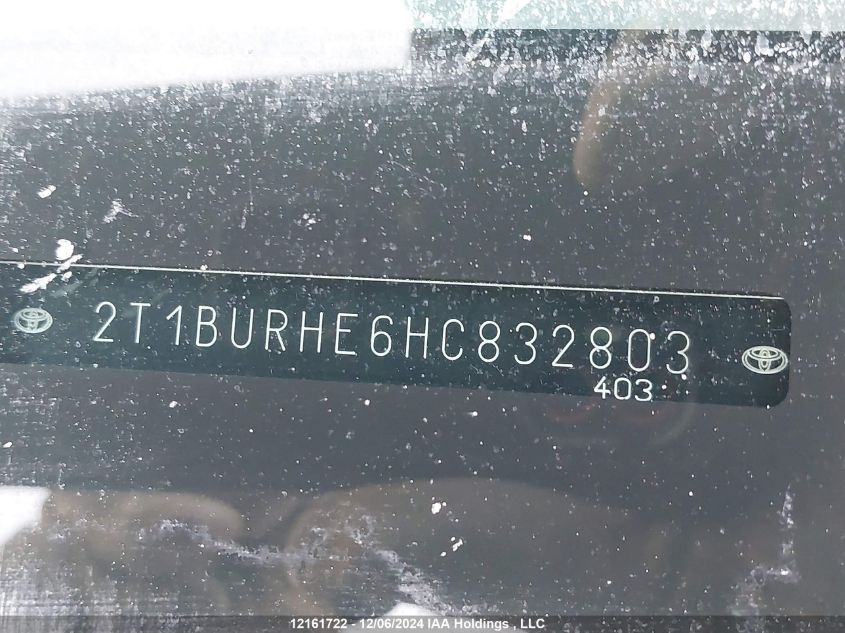 2T1BURHE6HC832803
403
12161722 - 12/06/2024 IAA Holdings , LLC